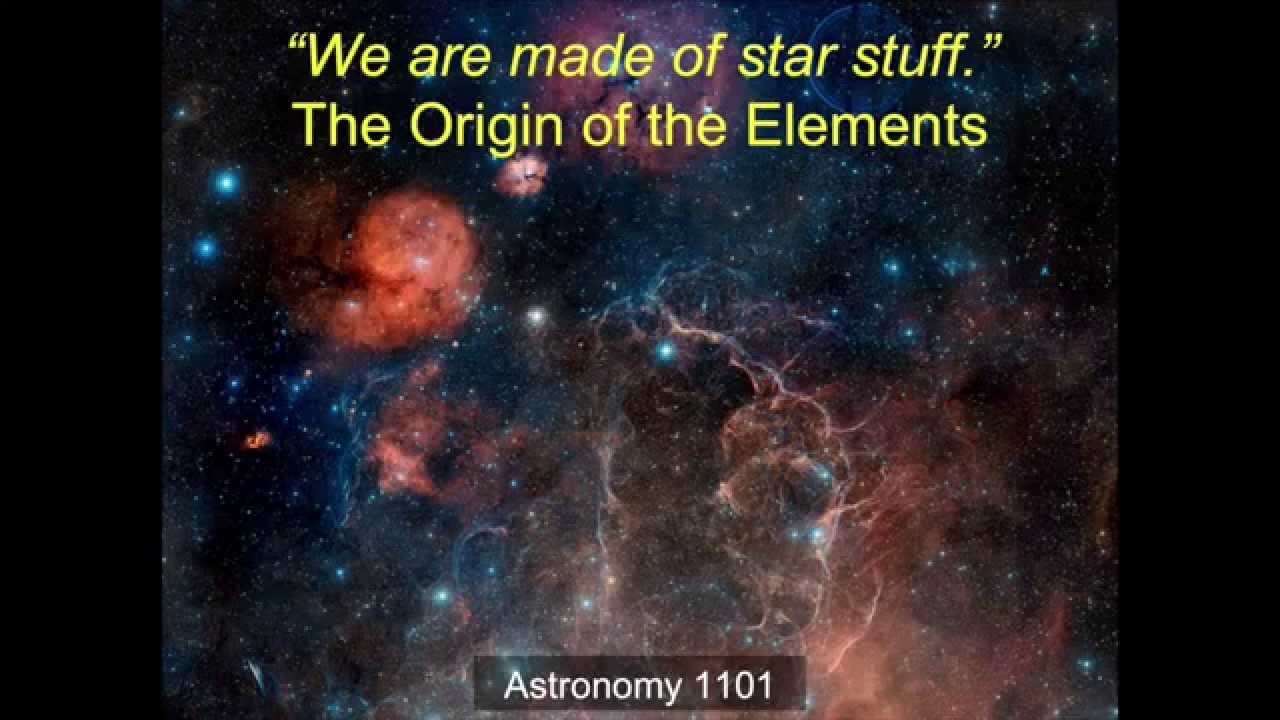 “We are made of star stuff.”
The Origin of the Elements
Astronomy 1101